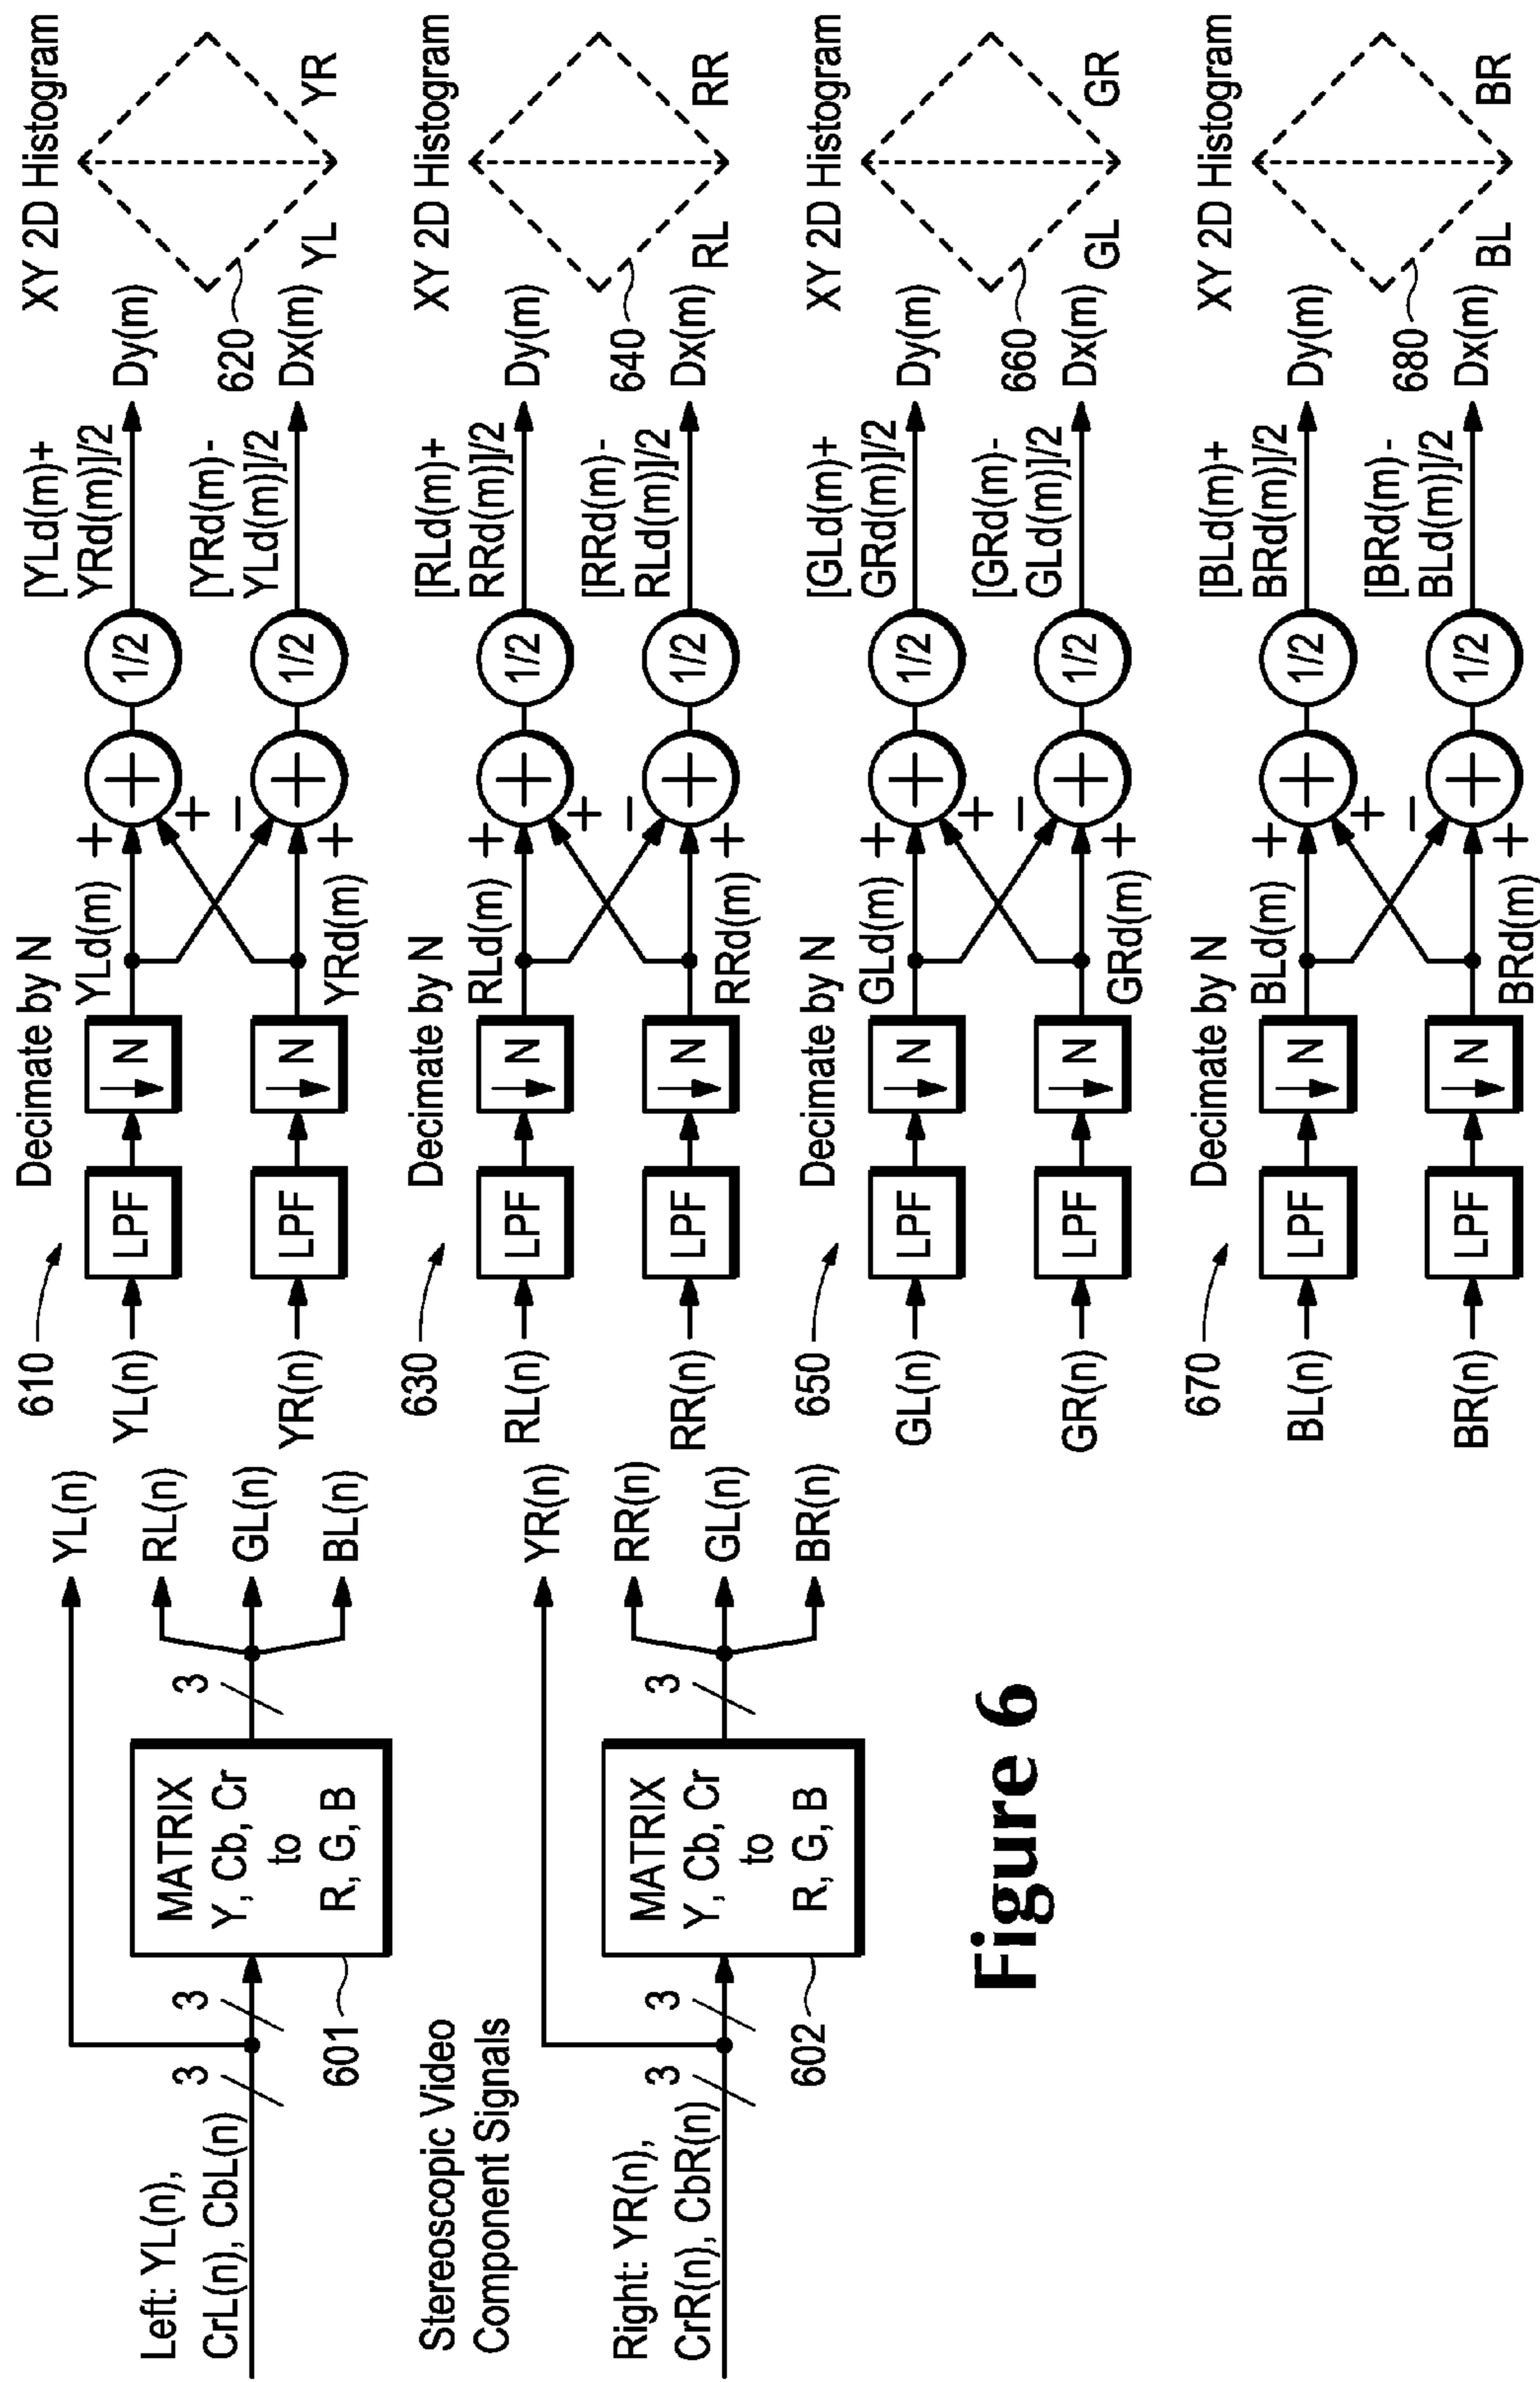 Left: YL(n),
CrL(n), CbL(n)
3
3
601
MATRIX
Y, Cb, Cr
to
R, G, B
3
YL(n)
RL(n)
GL(n)
BL(n)
Stereoscopic Video
Component Signals
Right: YR(n),
CrR(n), CbR(n)
3
3
602
MATRIX
Y, Cb, Cr
to
R, G, B
3
YR(n)
RR(n)
GL(n)
BR(n)
Figure 6
610
Decimate by N
YL(n)
LPF
N
YLd(m)
+
+
1/2
[YLd(m)+
YRd(m)]/2
Dy(m)
YR(n)
LPF
N
YRd(m)
−
+
1/2
[YRd(m)-
YLd(m)]/2
Dx(m)
XY 2D Histogram
620
YL
YR
630
Decimate by N
RL(n)
LPF
N
RLd(m)
+
+
1/2
[RLd(m)+
RRd(m)]/2
Dy(m)
RR(n)
LPF
N
RRd(m)
−
+
1/2
[RRd(m)-
RLd(m)]/2
Dx(m)
XY 2D Histogram
640
RL
RR
650
Decimate by N
GL(n)
LPF
N
GLd(m)
+
+
1/2
[GLd(m)+
GRd(m)]/2
Dy(m)
GR(n)
LPF
N
GRd(m)
−
+
1/2
[GRd(m)-
GLd(m)]/2
Dx(m)
XY 2D Histogram
660
GL
GR
670
Decimate by N
BL(n)
LPF
N
BLd(m)
+
+
1/2
[BLd(m)+
BRd(m)]/2
Dy(m)
BR(n)
LPF
N
BRd(m)
−
+
1/2
[BRd(m)-
BLd(m)]/2
Dx(m)
XY 2D Histogram
680
BL
BR